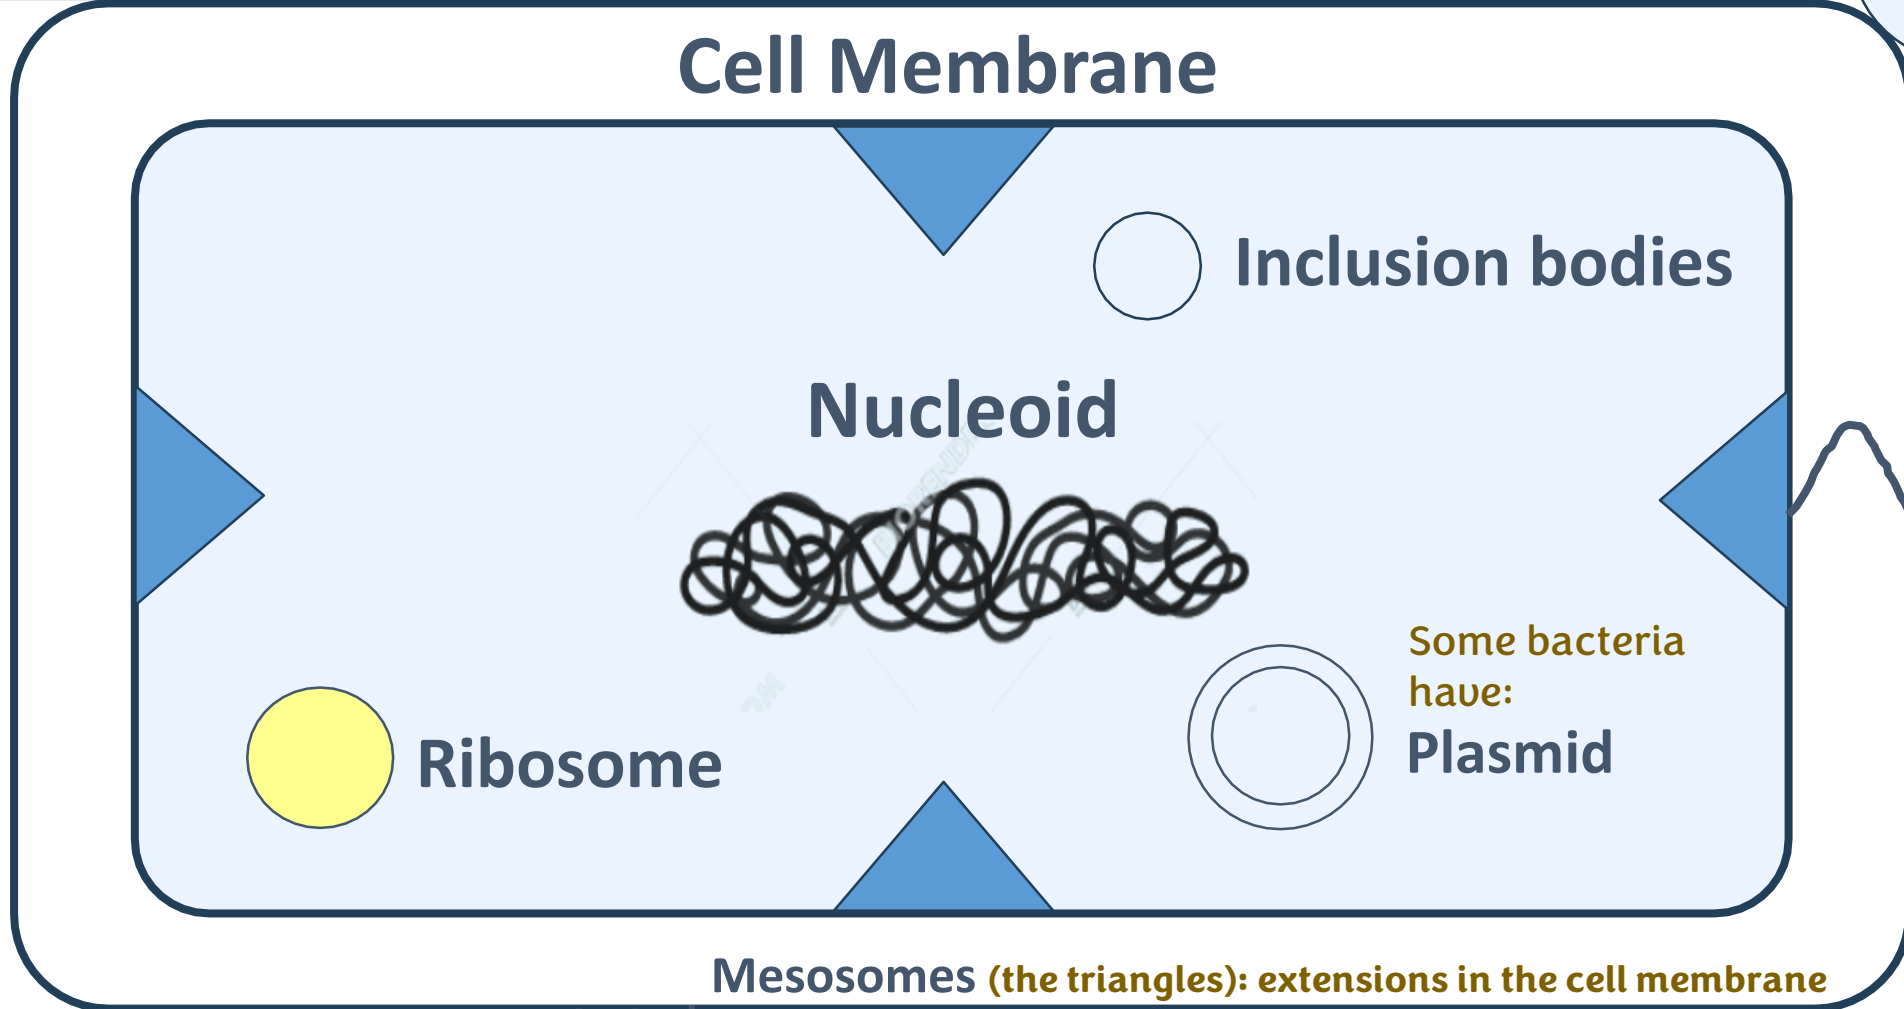 Cell Membrane
Inclusion bodies
Nucleoid
Some bacteria
have:
Plasmid
Ribosome
Mesosomes (the triangles): extensions in the cell membrane